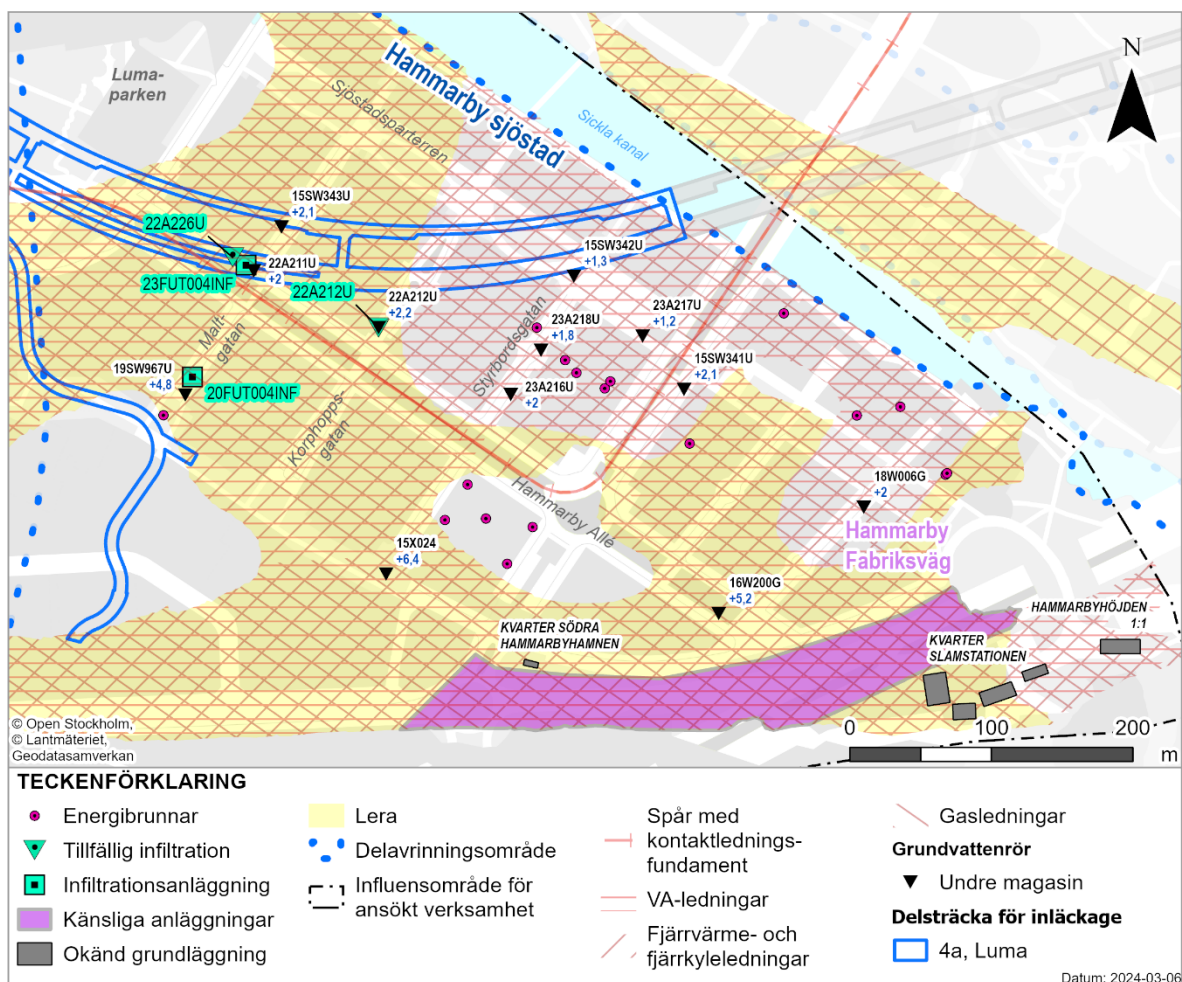 Luma-
parken
Sjöstadsparterren
Hammarby sjöstad
Sickla kanal
N
15SW343U
+2,1
22A226U
22A211U
+2
23FUT004INF
22A212U
22A212U
+2,2
15SW342U
+1,3
23A217U
+1,2
23A218U
+1,8
15SW341U
+2,1
23A216U
+2
Styrbordsgatan
Malt-
gatan
19SW967U
+4,8
20FUT004INF
Korphopps-
gatan
Hammarby Allé
18W006G
+2
Hammarby
Fabriksväg
15X024
+6,4
16W200G
+5,2
KVARTER SÖDRA
HAMMARBYHAMNEN
HAMMARBYHÖJDEN
1:1
KVARTER
SLAMSTATIONEN
© Open Stockholm,
© Lantmäteriet,
Geodatasamverkan
0 100 200
m
TECKENFÖRKLARING
Energibrunnar
Tillfällig infiltration
Infiltrationsanläggning
Känsliga anläggningar
Okänd grundläggning
Lera
Delavrinningsområde
Influensområde för
ansökt verksamhet
Spår med
kontaktlednings-
fundament
VA-ledningar
Fjärrvärme- och
fjärrkyleledningar
Gasledningar
Grundvattenrör
Undre magasin
Delsträcka för inläckage
4a, Luma
Datum: 2024-03-06